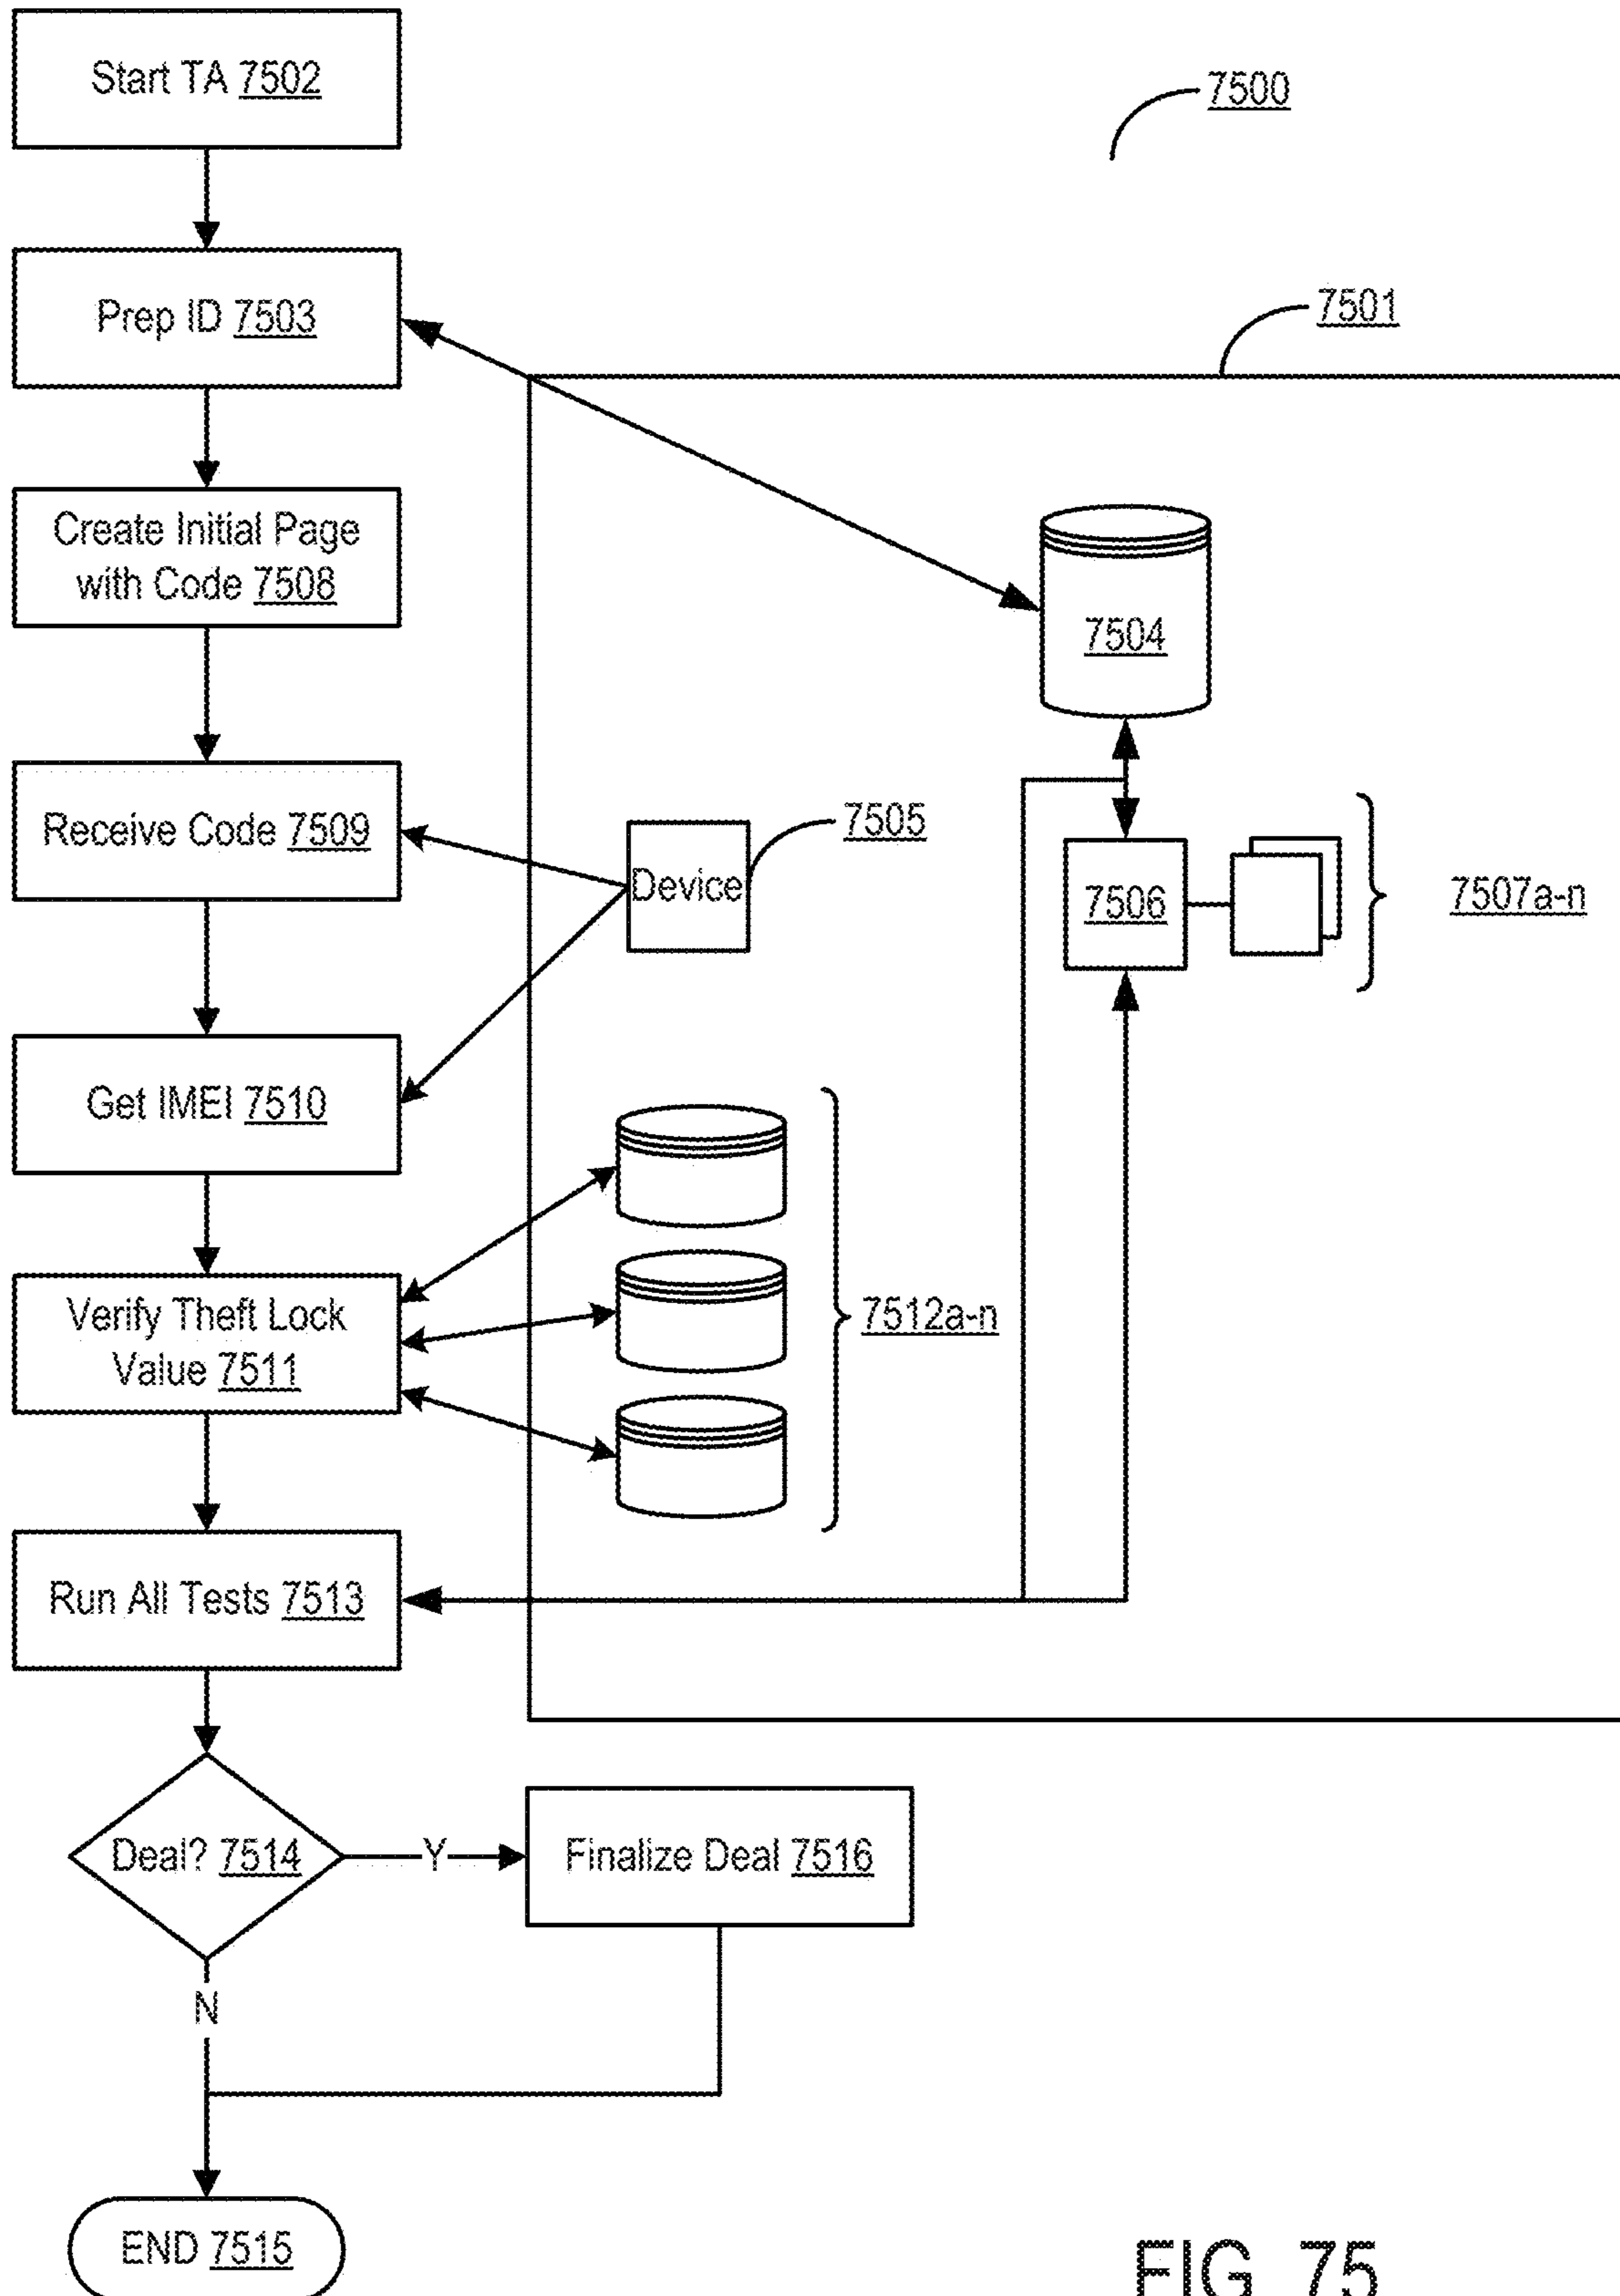 Start TA 7502
7500
Prep ID 7503
7501
Create Initial Page
with Code 7508
7504
Receive Code 7509
Device
7505
7506
7507a-n
Get IMEI 7510
Verify Theft Lock
Value 7511
7512a-n
Run All Tests 7513
Deal? 7514
Y
Finalize Deal 7516
N
END 7515
FIG. 75